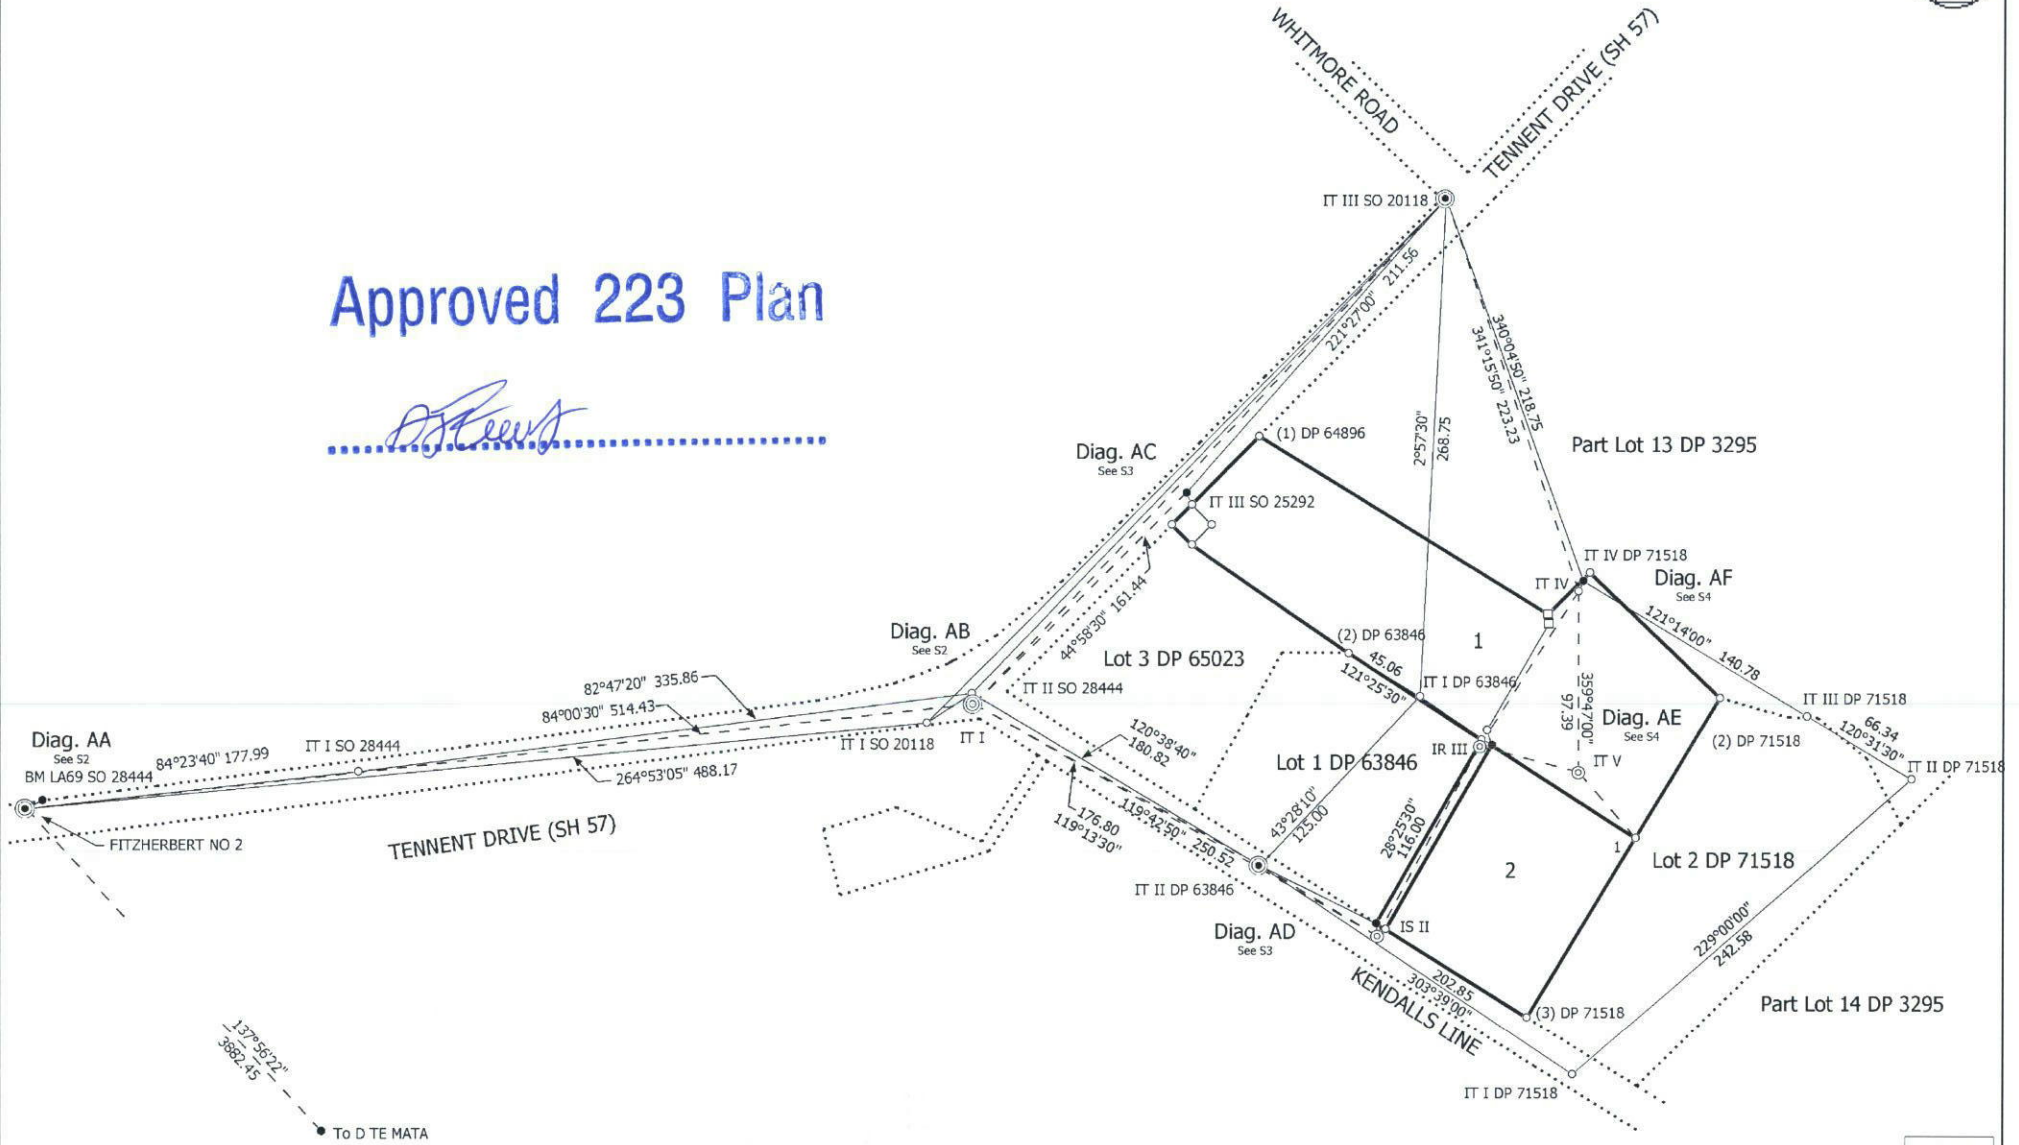 WHITMORE ROAD
TENNENT DRIVE (SH 57)
IT III SO 20118
221°27'00" 211.56
340°04'50" 218.75
341°15'50" 223.23
Approved 223 Plan
2°57'30"
268.75
(1) DP 64896
Part Lot 13 DP 3295
Diag. AC
See S3
IT III SO 25292
IT IV DP 71518
IT IV
Diag. AF
See S4
44°58'30" 161.44
121°14'00" 140.78
Diag. AB
See S2
(2) DP 63846
1
Lot 3 DP 65023
45.06
121°25'30"
IT I DP 63846
82°47'20" 335.86
84°00'30" 514.43
IT II SO 28444
359°47'00"
97.39
Diag. AE
See S4
IT III DP 71518
66.34
120°31'30"
(2) DP 71518
Diag. AA
See S2
BM LA69 SO 28444
84°23'40" 177.99
IT I SO 28444
IT I SO 20118
IT I
120°38'40"
180.82
IR III
IT V
Lot 1 DP 63846
IT II DP 71518
264°53'05" 488.17
FITZHERBERT NO 2
TENNENT DRIVE (SH 57)
176.80
119°13'30"
119°42'50" 250.52
43°28'10"
125.00
28°25'30"
116.00
1
Lot 2 DP 71518
2
IT II DP 63846
Diag. AD
See S3
IS II
229°00'00"
242.58
202.85
303°39'00"
KENDALLS LINE
(3) DP 71518
Part Lot 14 DP 3295
IT I DP 71518
137°56'22"
3882.45
To D TE MATA